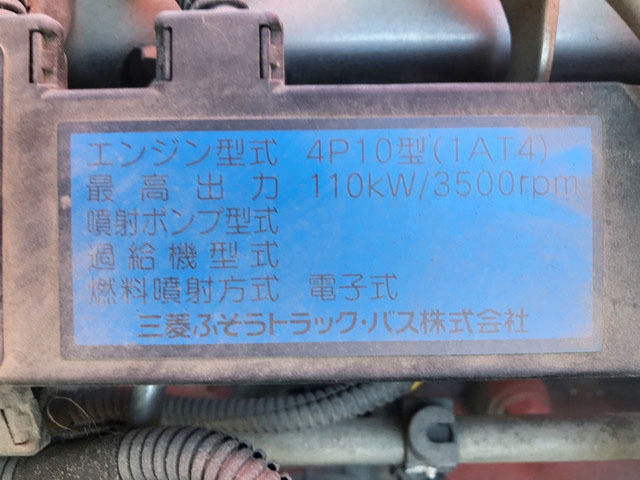 エンジン型式 4P10型(1AT4)
最高出力 110kW/3500rpm
噴射ポンプ型式
過給機型式
燃料噴射方式 電子式
三菱ふそうトラック・バス株式会社